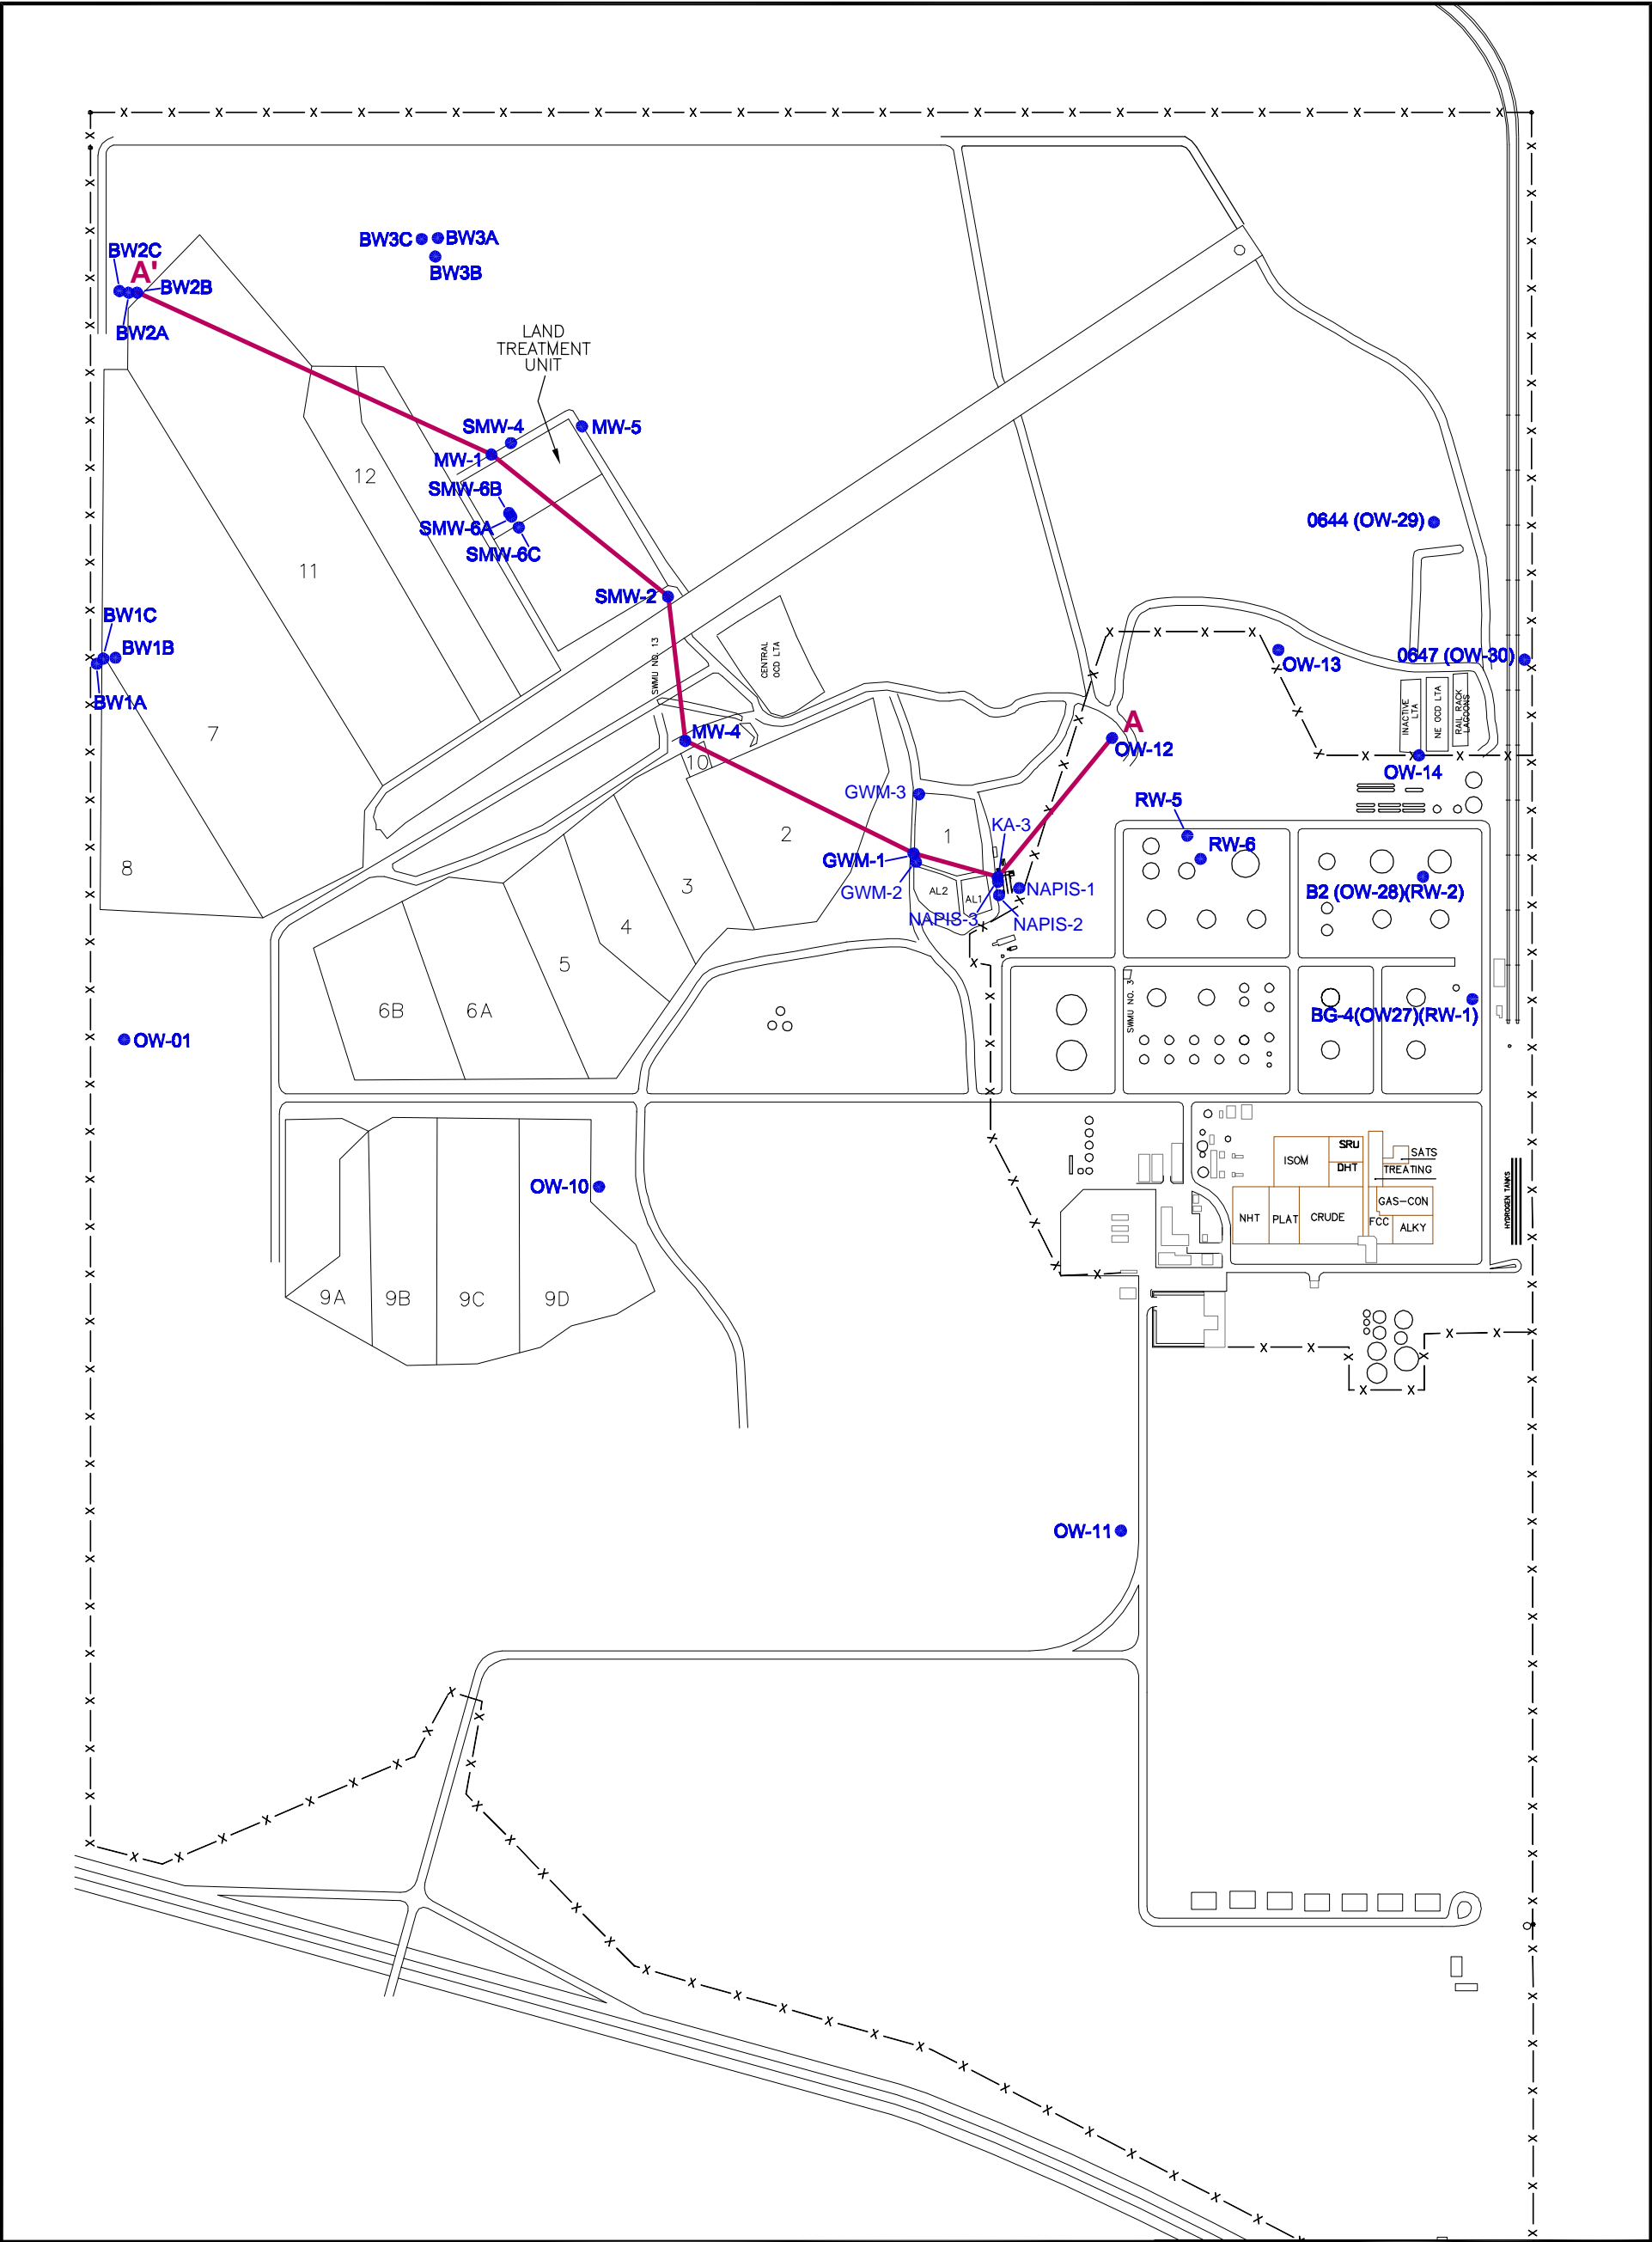 BW3C
BW3A
BW3B
BW2C
A'
BW2B
BW2A
LAND
TREATMENT
UNIT
SMW-4
MW-5
MW-1
12
SMW-6B
SMW-6A
SMW-6C
0644 (OW-29)
11
SMW-2
BW1C
BW1B
BW1A
SWMU NO. 13
CENTRAL
OCD LTA
OW-13
0647 (OW-30)
INACTIVE
LTA
NE OCD LTA
RAIL RACK
LAGOONS
7
MW-4
A
OW-12
10
OW-14
GWM-3
RW-5
KA-3
2
1
RW-6
GWM-1
8
3
GWM-2
AL2
AL1
NAPIS-1
B2 (OW-28)(RW-2)
NAPIS-3
NAPIS-2
4
5
6B
6A
SWMU NO. 3
BG-4(OW27)(RW-1)
OW-01
SRU
SATS
ISOM
DHT
TREATING
OW-10
GAS-CON
NHT
PLAT
CRUDE
FCC
ALKY
HYDROGEN TANKS
9A
9B
9C
9D
OW-11